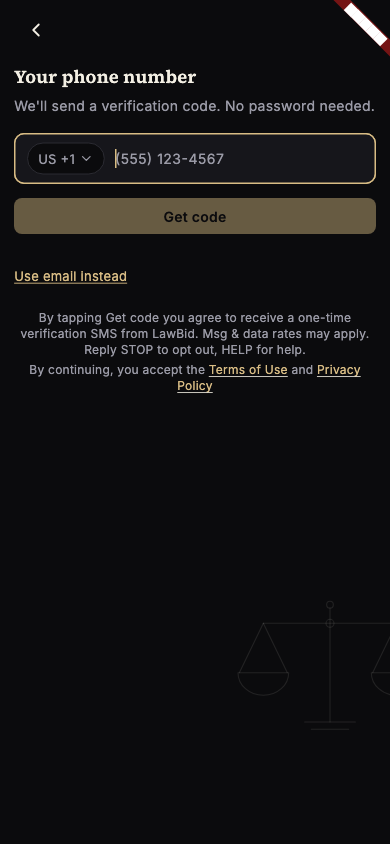 Your phone number
We'll send a verification code. No password needed.
US +1
(555) 123-4567
Get code
Use email instead
By tapping Get code you agree to receive a one-time
verification SMS from LawBid. Msg & data rates may apply.
Reply STOP to opt out, HELP for help.
By continuing, you accept the Terms of Use and Privacy
Policy